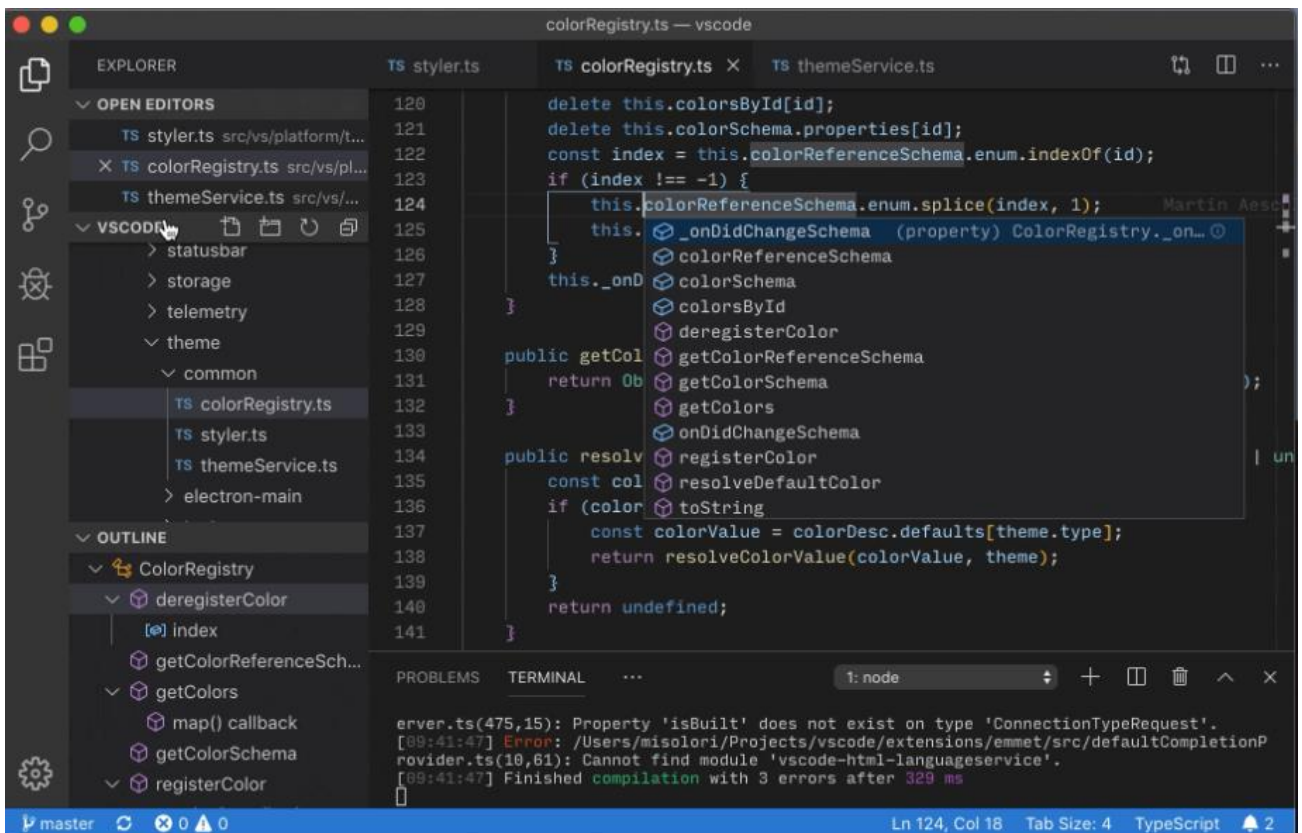 colorRegistry.ts — vscode
EXPLORER
OPEN EDITORS
TS styler.ts src/vs/platform/t...
TS colorRegistry.ts src/vs/pl...
TS themeService.ts src/vs/...
VSCODE
statusbar
storage
telemetry
theme
common
TS colorRegistry.ts
TS styler.ts
TS themeService.ts
electron-main
OUTLINE
ColorRegistry
deregisterColor
index
getColorReferenceSch...
getColors
map() callback
getColorSchema
registerColor
TS styler.ts TS colorRegistry.ts TS themeService.ts
120 delete this.colorsById[id];
121 delete this.colorSchema.properties[id];
122 const index = this.colorReferenceSchema.enum.indexOf(id);
123 if (index !== -1) {
124 this.colorReferenceSchema.enum.splice(index, 1); Martin Aesc
125 this.
126 }
127 this._onD
128 }
129
130 public getCol
131 return Ob );
132 }
133
134 public resolv | un
135 const col
136 if (color
137 const colorValue = colorDesc.defaults[theme.type];
138 return resolveColorValue(colorValue, theme);
139 }
140 return undefined;
141 }
_onDidChangeSchema (property) ColorRegistry._on...
colorReferenceSchema
colorSchema
colorsById
deregisterColor
getColorReferenceSchema
getColorSchema
getColors
onDidChangeSchema
registerColor
resolveDefaultColor
toString
PROBLEMS TERMINAL ... 1: node
erver.ts(475,15): Property 'isBuilt' does not exist on type 'ConnectionTypeRequest'.
[09:41:47] Error: /Users/misolori/Projects/vscode/extensions/emmet/src/defaultCompletionP
rovider.ts(10,61): Cannot find module 'vscode-html-languageservice'.
[09:41:47] Finished compilation with 3 errors after 329 ms
master 0 0 Ln 124, Col 18 Tab Size: 4 TypeScript 2